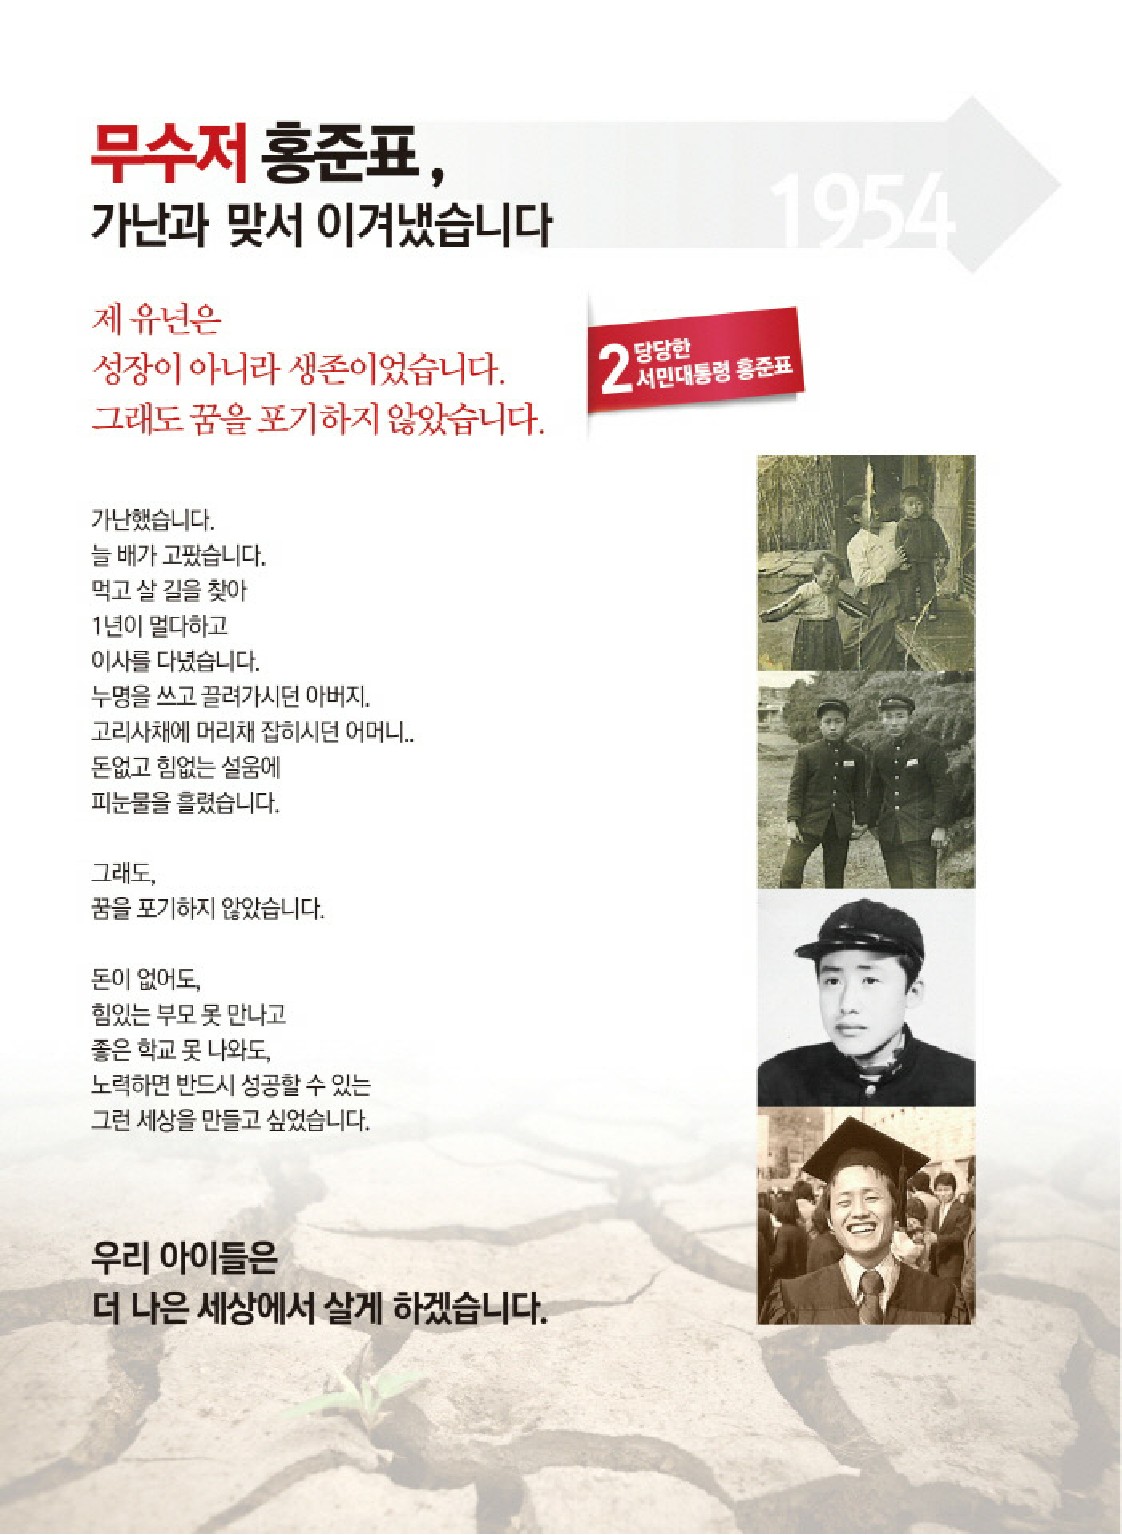 무수저 홍준표,
가난과 맞서 이겨냈습니다
1954
제 유년은
성장이 아니라 생존이었습니다.
그래도 꿈을 포기하지 않았습니다.
2 당당한
서민대통령 홍준표
가난했습니다.
늘 배가 고팠습니다.
먹고 살 길을 찾아
1년이 멀다하고
이사를 다녔습니다.
누명을 쓰고 끌려가시던 아버지.
고리사채에 머리채 잡히시던 어머니..
돈없고 힘없는 설움에
피눈물을 흘렸습니다.
그래도,
꿈을 포기하지 않았습니다.
돈이 없어도,
힘있는 부모 못 만나고
좋은 학교 못 나와도,
노력하면 반드시 성공할 수 있는
그런 세상을 만들고 싶었습니다.
우리 아이들은
더 나은 세상에서 살게 하겠습니다.